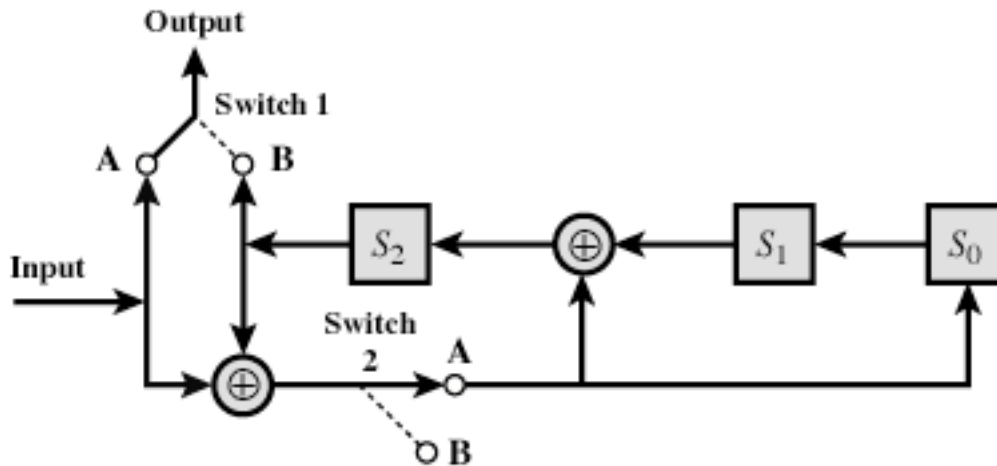 Output
Switch 1
A
B
S2
⊕
S1
S0
Input
Switch
2
A
⊕
B